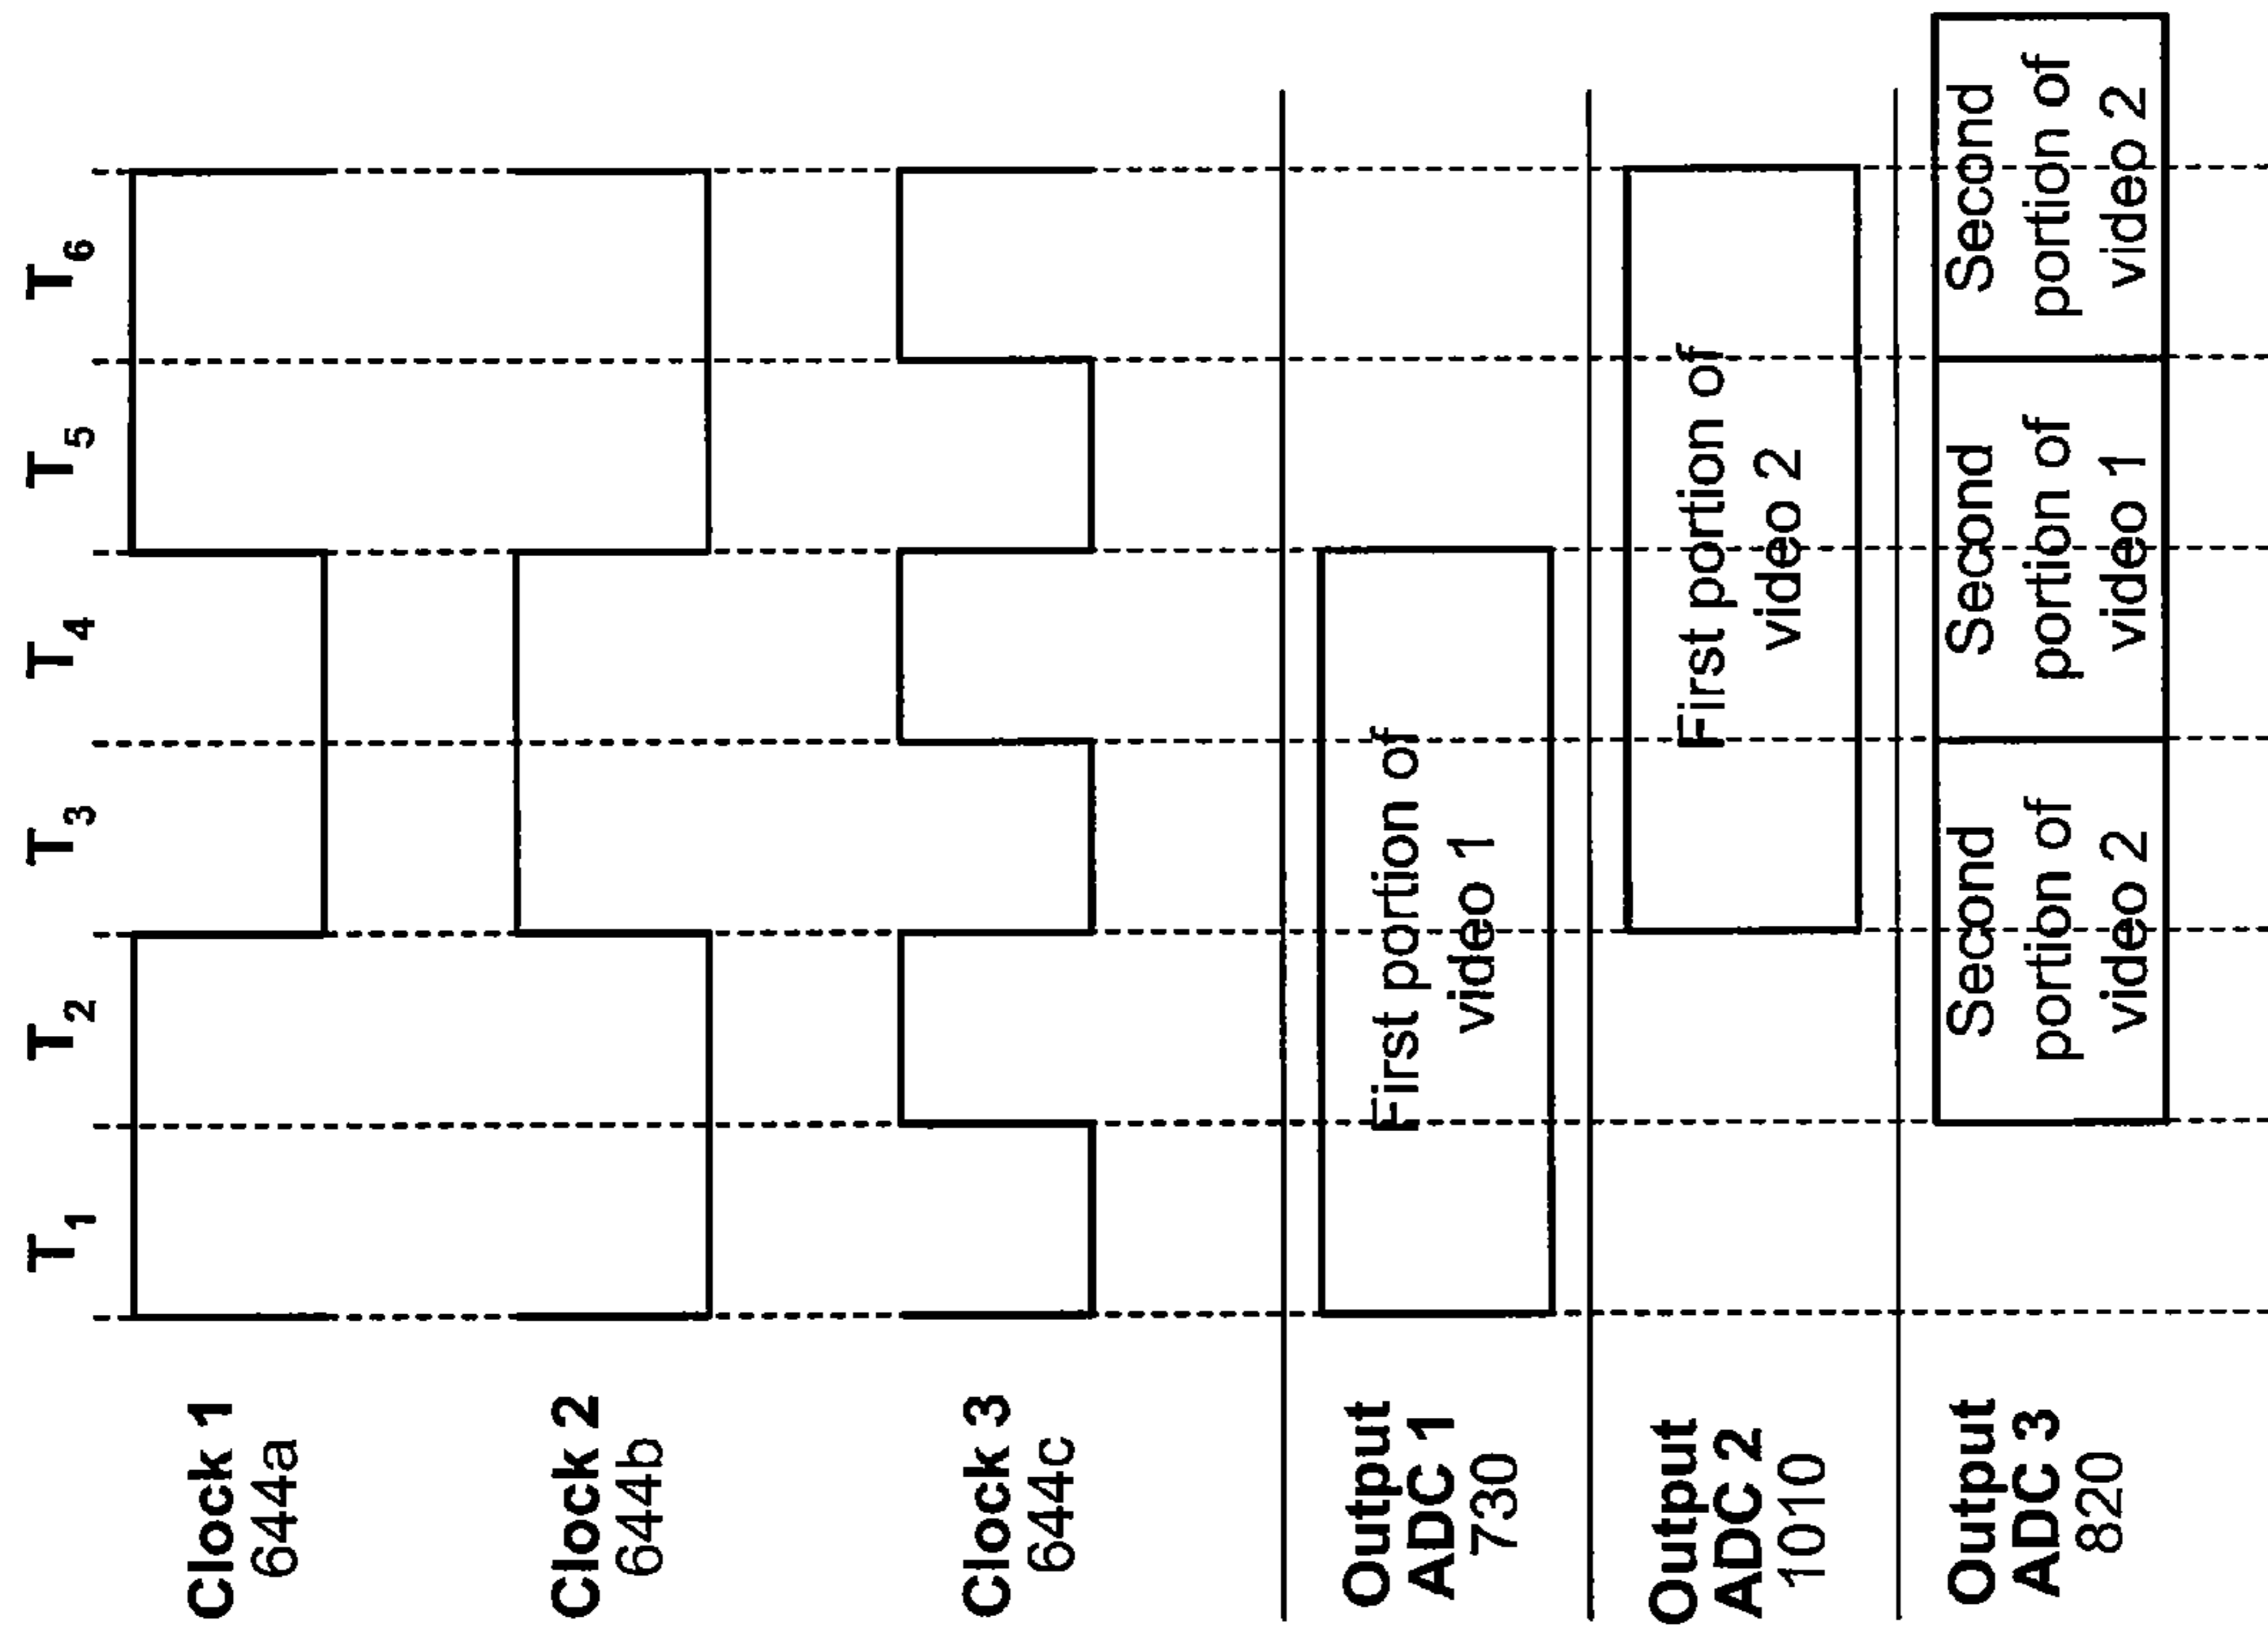 T1 T2 T3 T4 T5 T6
Clock 1
644a
Clock 2
644b
Clock 3
644c
Output
ADC 1
730
First portion of
video 1
Output
ADC 2
1010
First portion of
video 2
Output
ADC 3
820
Second
portion of
video 2
Second
portion of
video 1
Second
portion of
video 2